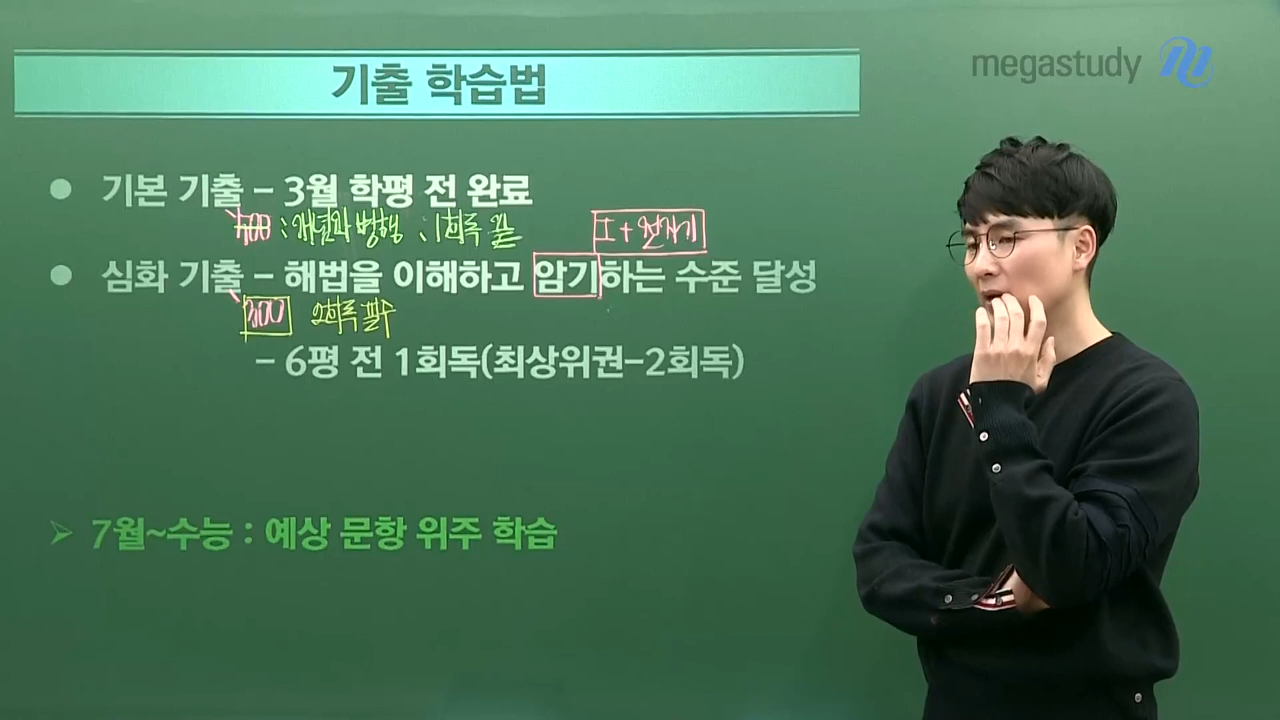 기출 학습법
megastudy
기본 기출 – 3월 학평 전 완료
: 개념과 병행 : 1회독 끝
심화 기출 – 해법을 이해하고 암기하는 수준 달성
300 2회독 필수
– 6평 전 1회독(최상위권–2회독)
7월~수능 : 예상 문항 위주 학습